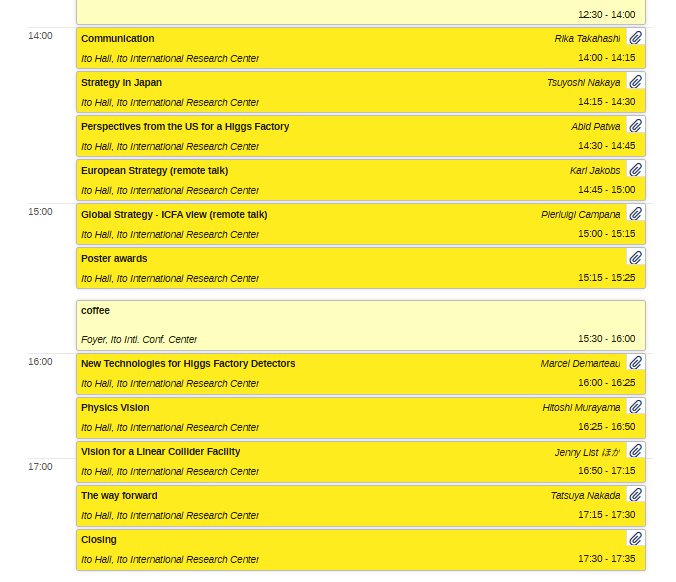 12:30 - 14:00
14:00
Communication
Rika Takahashi
Ito Hall, Ito International Research Center
14:00 - 14:15
Strategy in Japan
Tsuyoshi Nakaya
Ito Hall, Ito International Research Center
14:15 - 14:30
Perspectives from the US for a Higgs Factory
Abid Patwa
Ito Hall, Ito International Research Center
14:30 - 14:45
European Strategy (remote talk)
Karl Jakobs
Ito Hall, Ito International Research Center
14:45 - 15:00
15:00
Global Strategy - ICFA view (remote talk)
Pierluigi Campana
Ito Hall, Ito International Research Center
15:00 - 15:15
Poster awards
Ito Hall, Ito International Research Center
15:15 - 15:25
coffee
Foyer, Ito Intl. Conf. Center
15:30 - 16:00
16:00
New Technologies for Higgs Factory Detectors
Marcel Demarteau
Ito Hall, Ito International Research Center
16:00 - 16:25
Physics Vision
Hitoshi Murayama
Ito Hall, Ito International Research Center
16:25 - 16:50
Vision for a Linear Collider Facility
Jenny List ほか
17:00
Ito Hall, Ito International Research Center
16:50 - 17:15
The way forward
Tatsuya Nakada
Ito Hall, Ito International Research Center
17:15 - 17:30
Closing
Ito Hall, Ito International Research Center
17:30 - 17:35